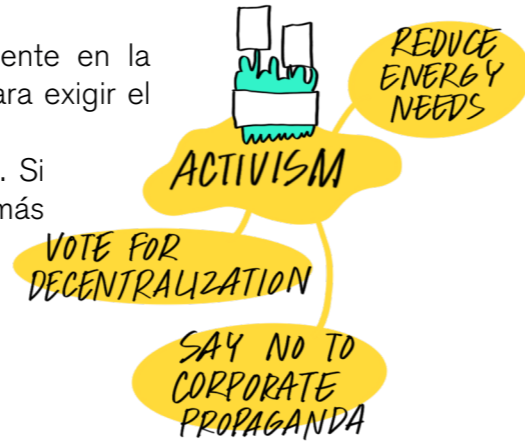 ente en la
ara exigir el
. Si
más
REDUCE
ENERGY
NEEDS
ACTIVISM
VOTE FOR
DECENTRALIZATION
SAY NO TO
CORPORATE
PROPAGANDA